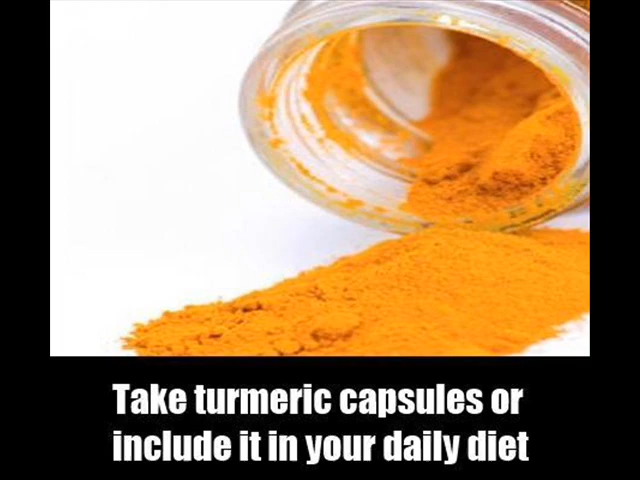 Take turmeric capsules or
include it in your daily diet